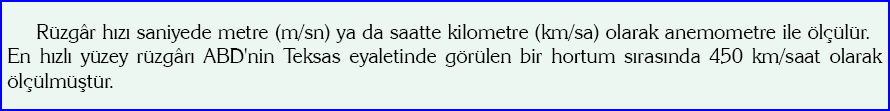 Rüzgâr hızı saniyede metre (m/sn) ya da saatte kilometre (km/sa) olarak anemometre ile ölçülür.
En hızlı yüzey rüzgârı ABD'nin Teksas eyaletinde görülen bir hortum sırasında 450 km/saat olarak
ölçülmüştür.